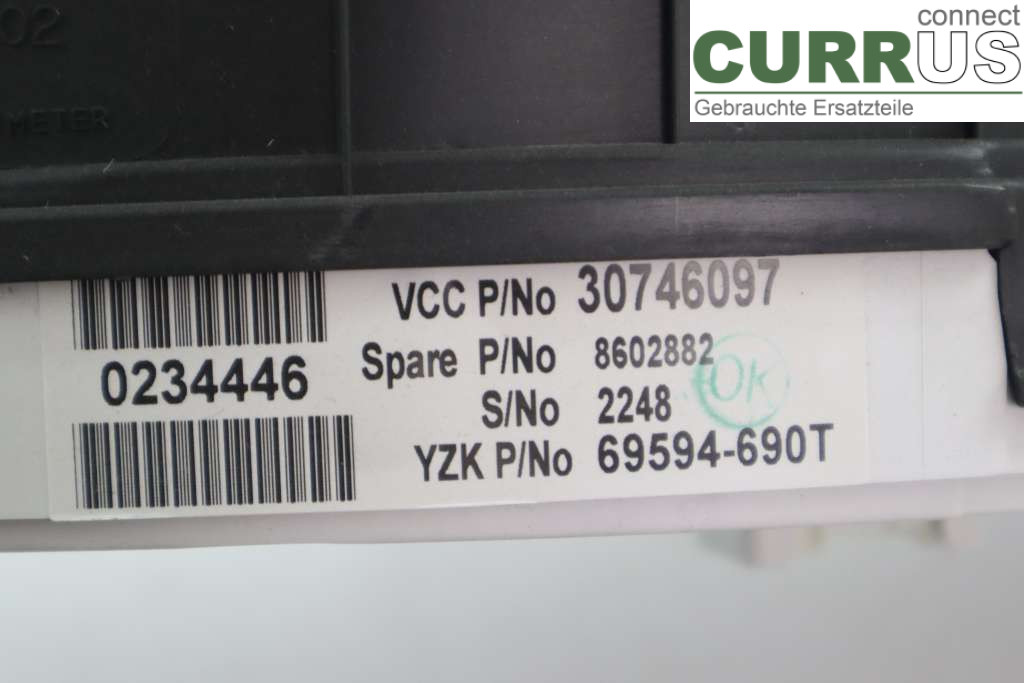 connect
CURRUS
Gebrauchte Ersatzteile
02
METER
VCC P/No 30746097
0234446
Spare P/No 8602882
OK
S/No 2248
YZK P/No 69594-690T